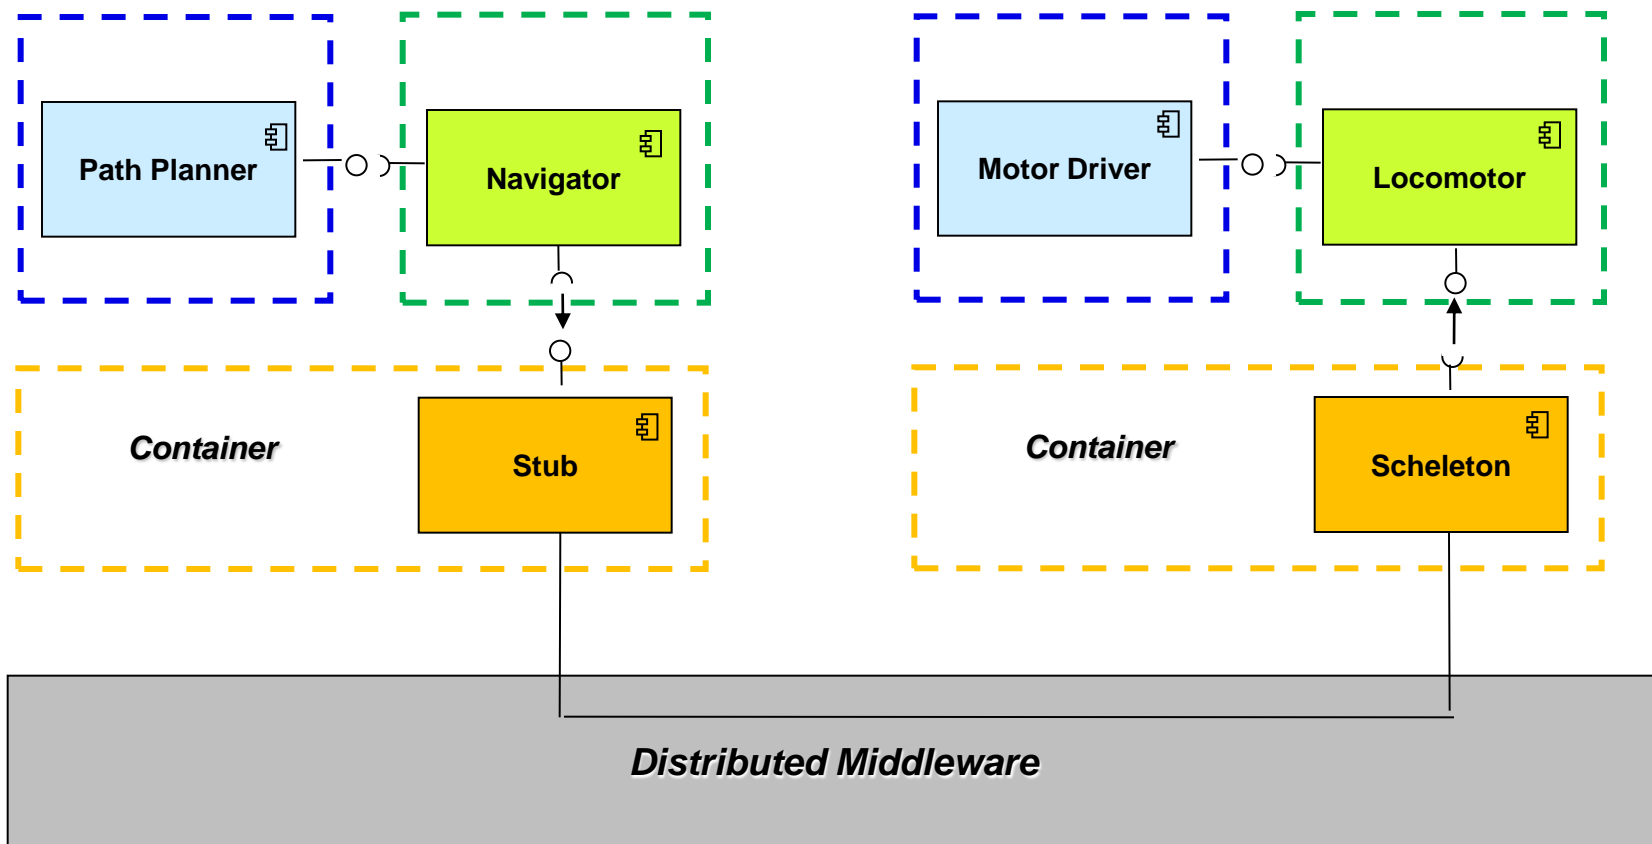 Path Planner
Navigator
Motor Driver
Locomotor
Container
Stub
Container
Scheleton
Distributed Middleware